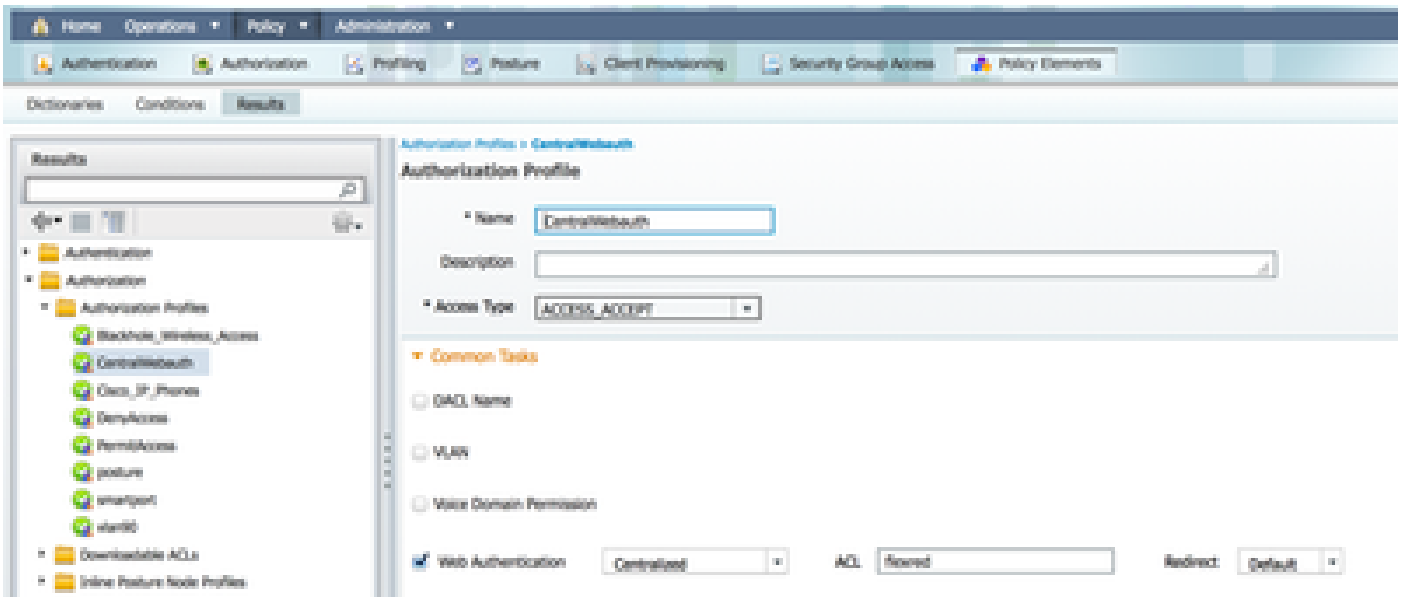 Home Operations Policy Administration
Authentication Authorization Profiling Posture Client Provisioning Security Group Access Policy Elements
Dictionaries Conditions Results
Results
Authentication
Authorization
Authorization Profiles
Blackhole_Wireless_Access
CentralWebauth
Cisco_IP_Phones
DenyAccess
PermitAccess
posture
smartport
vlan90
Downloadable ACLs
Inline Posture Node Profiles
Authorization Profiles > CentralWebauth
Authorization Profile
* Name CentralWebauth
Description
* Access Type ACCESS_ACCEPT
Common Tasks
DACL Name
VLAN
Voice Domain Permission
Web Authentication Centralized ACL flexred Redirect Default